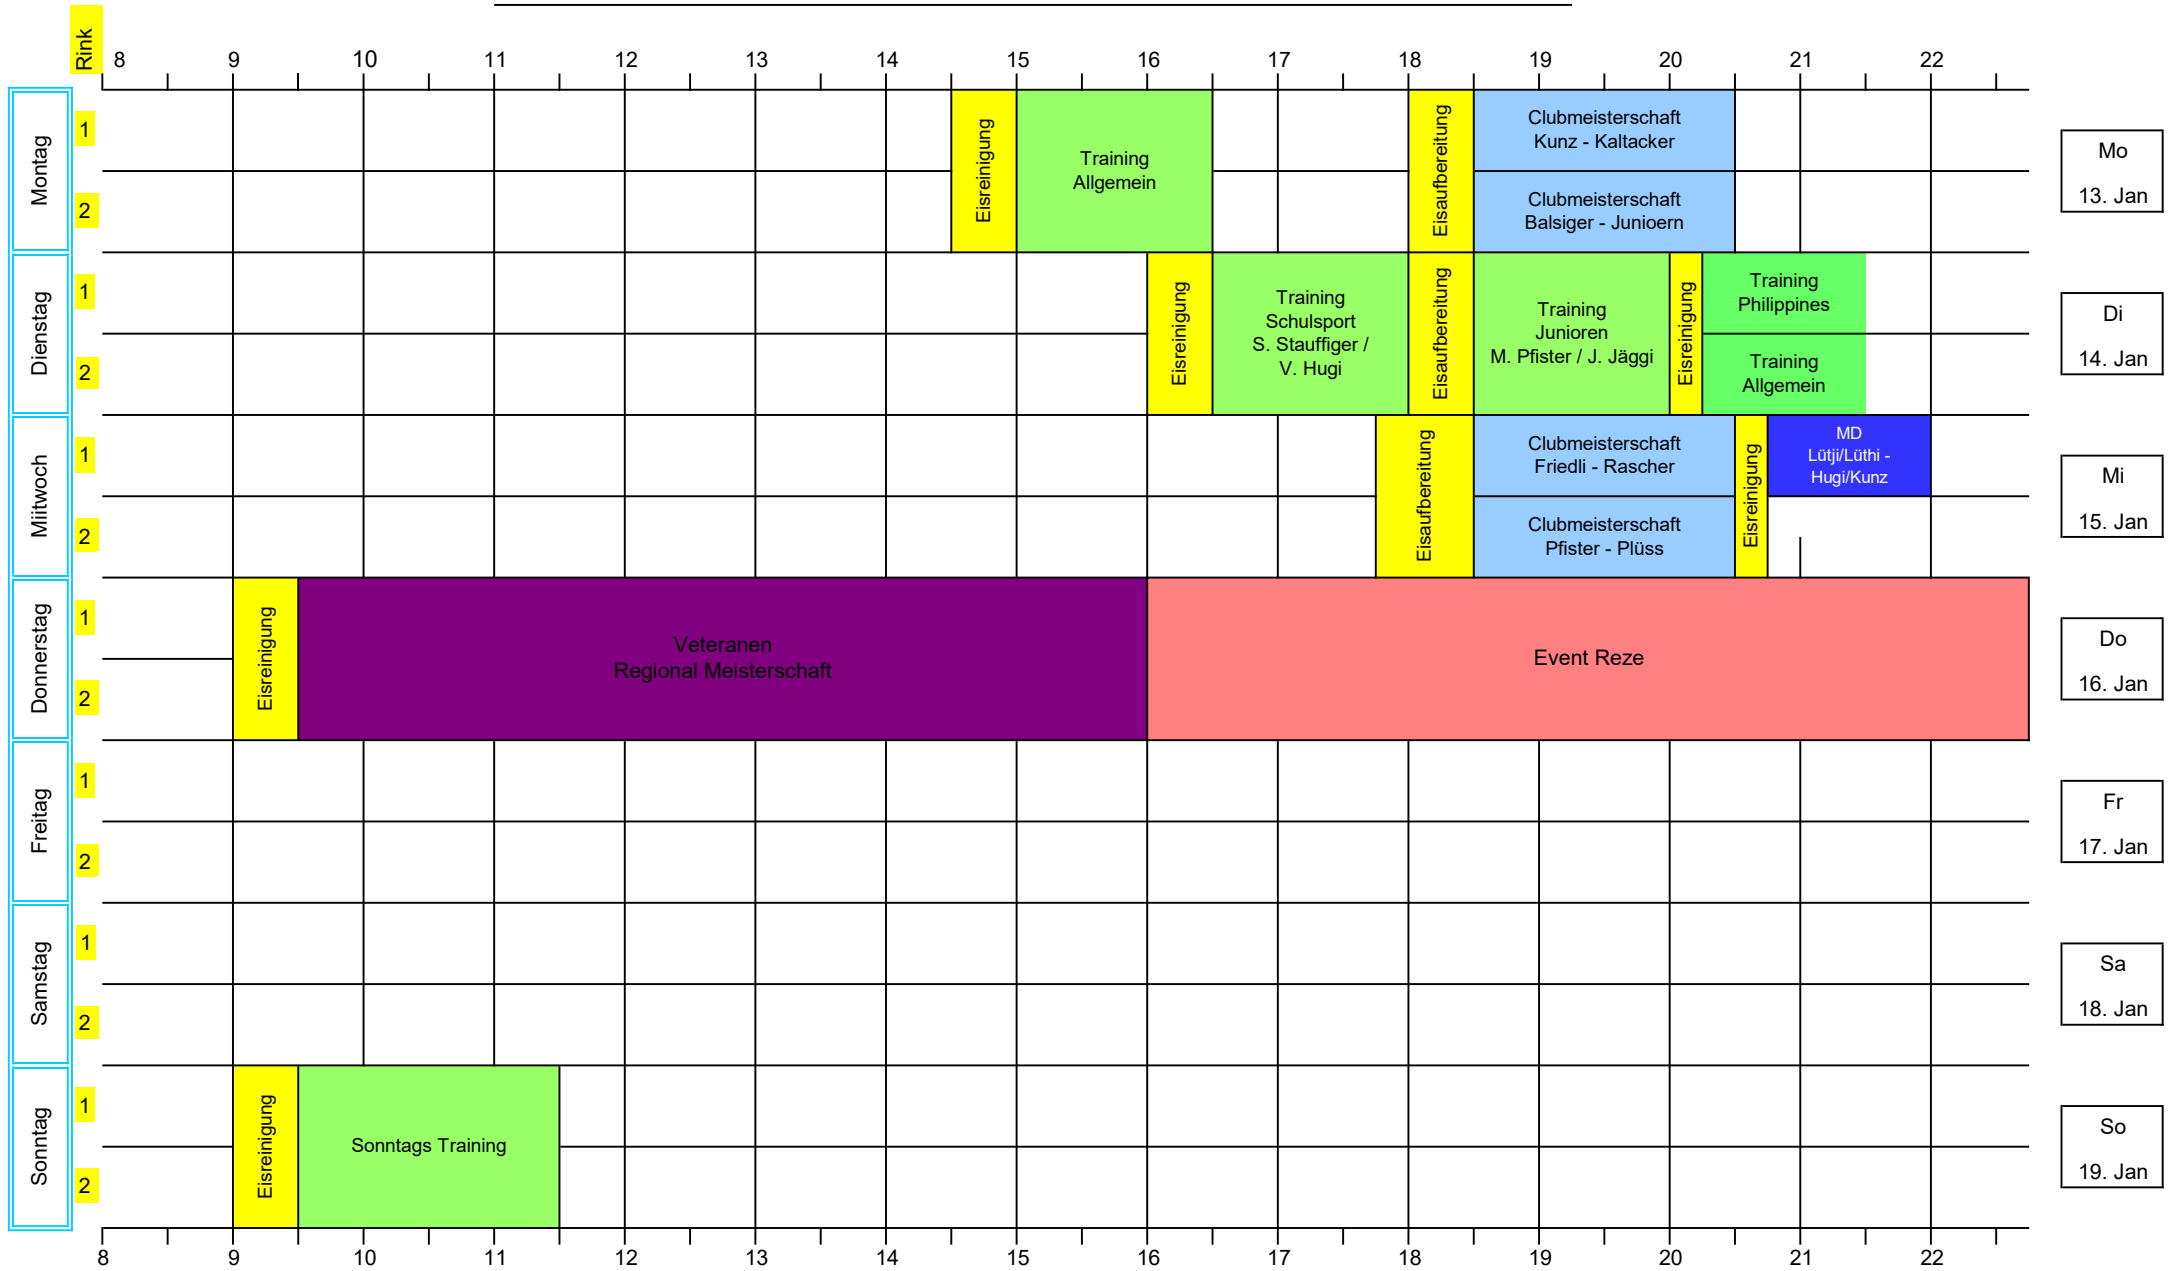 Rink
8 9 10 11 12 13 14 15 16 17 18 19 20 21 22
Montag
1
2
Eisreinigung
Training
Allgemein
Eisaufbereitung
Clubmeisterschaft
Kunz - Kaltacker
Clubmeisterschaft
Balsiger - Junioern
Mo
13. Jan
Dienstag
1
2
Eisreinigung
Training
Schulsport
S. Stauffiger /
V. Hugi
Eisaufbereitung
Training
Junioren
M. Pfister / J. Jäggi
Eisreinigung
Training
Philippines
Training
Allgemein
Di
14. Jan
Miitwoch
1
2
Eisaufbereitung
Clubmeisterschaft
Friedli - Rascher
Clubmeisterschaft
Pfister - Plüss
Eisreinigung
MD
Lütji/Lüthi -
Hugi/Kunz
Mi
15. Jan
Donnerstag
1
2
Eisreinigung
Veteranen
Regional Meisterschaft
Event Reze
Do
16. Jan
Freitag
1
2
Fr
17. Jan
Samstag
1
2
Sa
18. Jan
Sonntag
1
2
Eisreinigung
Sonntags Training
So
19. Jan
8 9 10 11 12 13 14 15 16 17 18 19 20 21 22